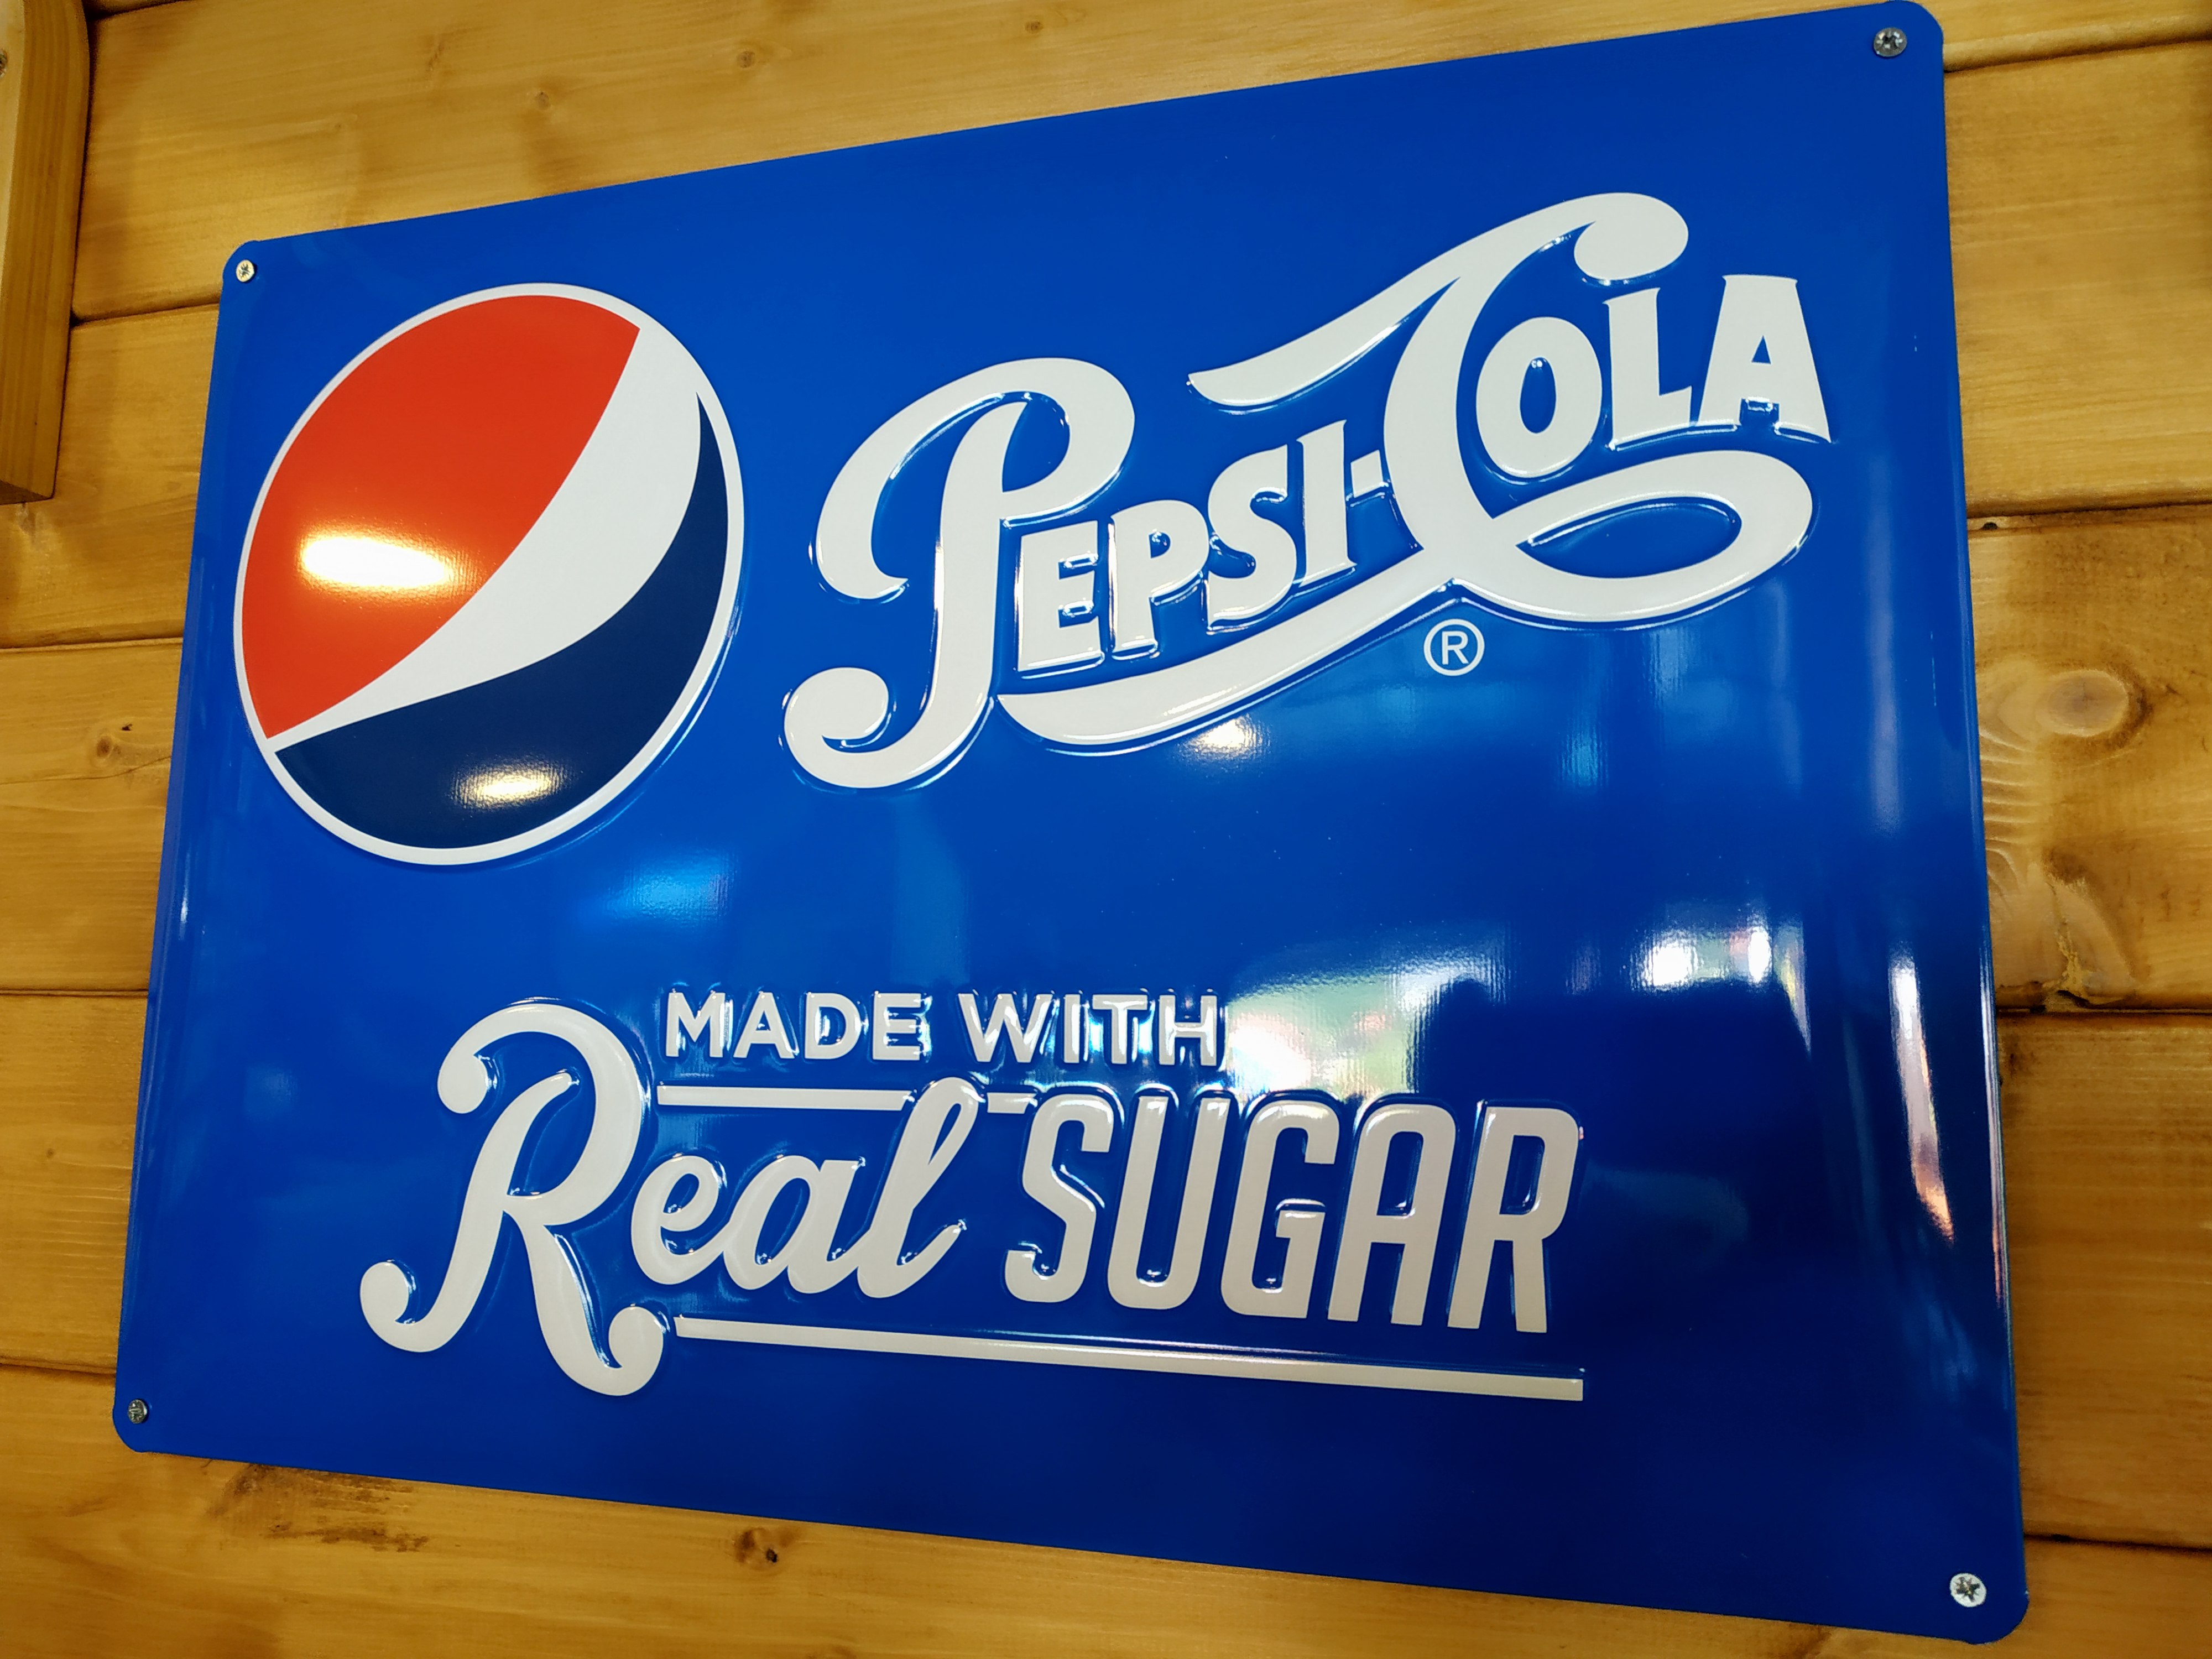 PEPSI-COLA
®
MADE WITH
Real SUGAR